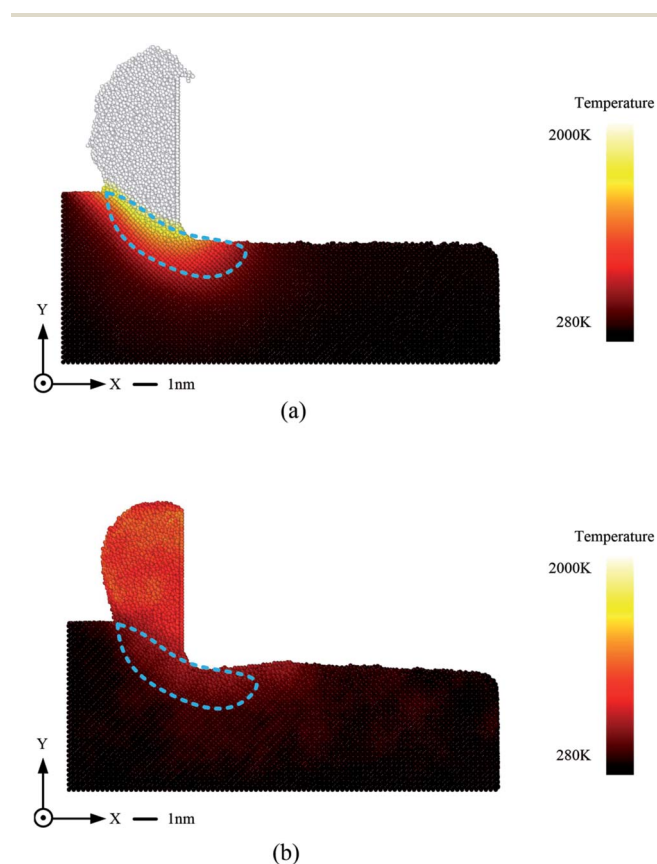 Temperature
2000K
280K
Y
X
1nm
(a)
Temperature
2000K
280K
Y
X
1nm
(b)